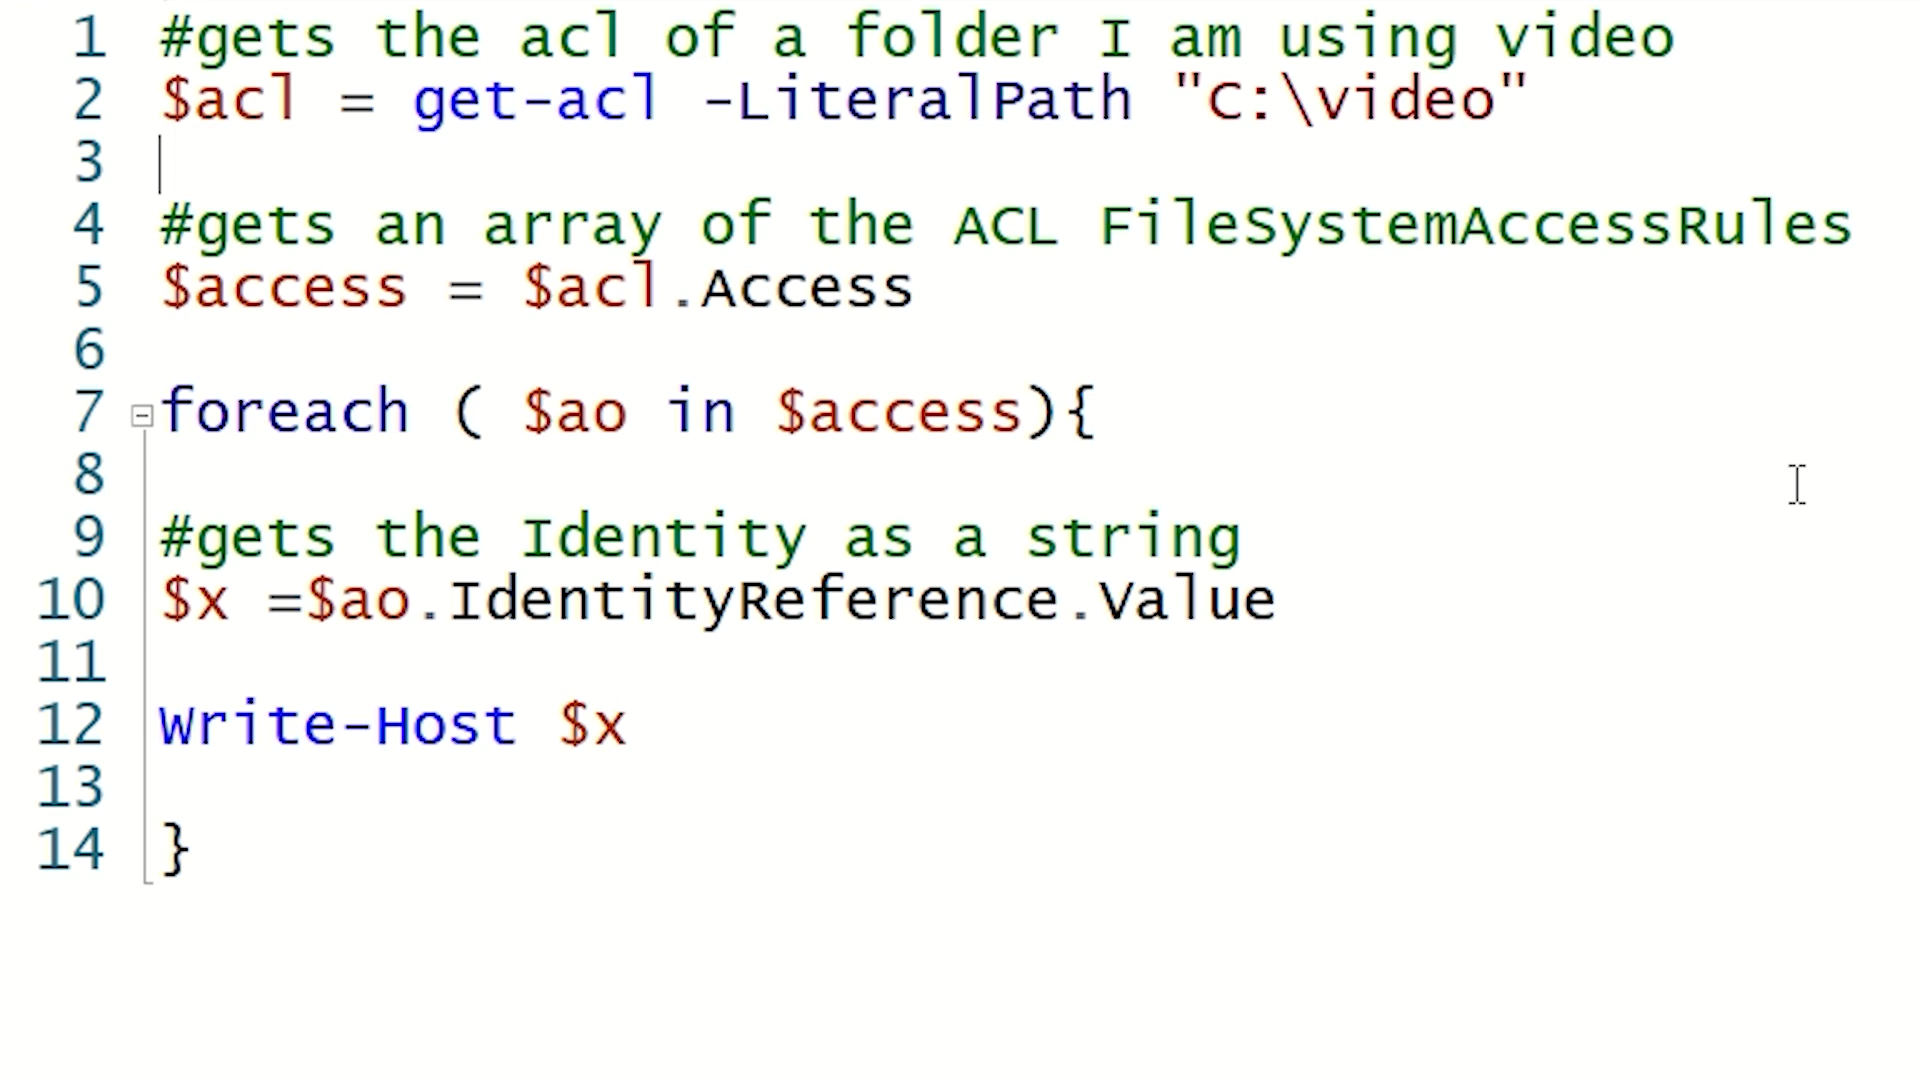 1 #gets the acl of a folder I am using video
2 $acl = get-acl -LiteralPath "C:\video"
3
4 #gets an array of the ACL FileSystemAccessRules
5 $access = $acl.Access
6
7 foreach ( $ao in $access){
8
9 #gets the Identity as a string
10 $x =$ao.IdentityReference.Value
11
12 Write-Host $x
13
14 }